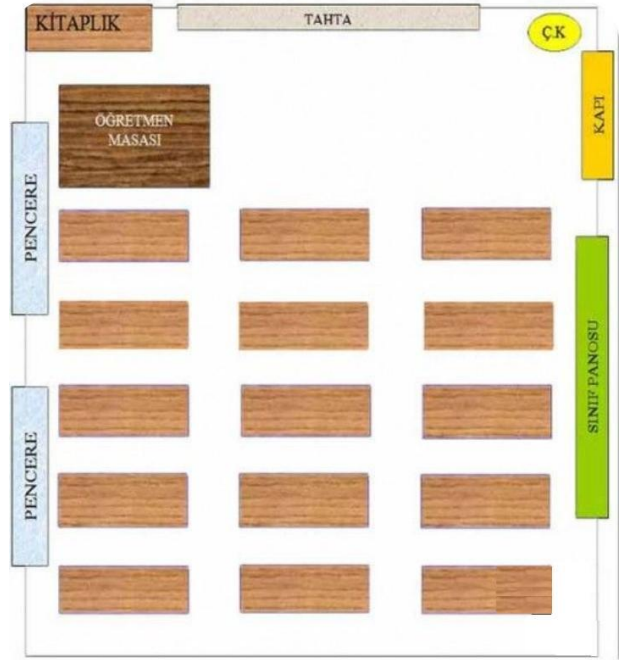 KİTAPLIK
TAHTA
Ç.K
KAPI
ÖĞRETMEN
MASASI
PENCERE
SINIF PANOSU
PENCERE